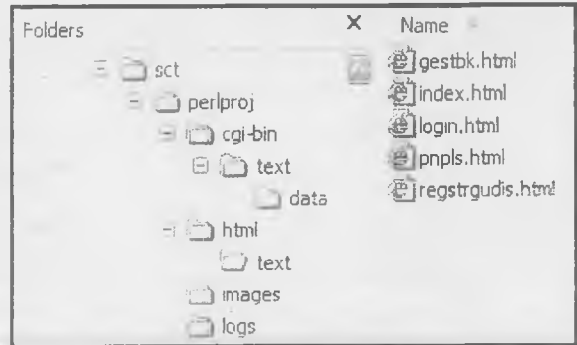 Folders
sct
perlproj
cgi-bin
text
data
html
text
images
logs
Name
gestbk.html
index.html
login.html
pnpls.html
regstrgudis.html